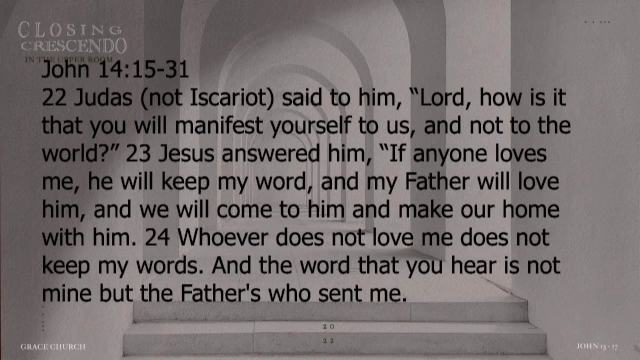 CLOSING
CRESCENDO
IN THE UPPER ROOM
John 14:15-31
22 Judas (not Iscariot) said to him, “Lord, how is it
that you will manifest yourself to us, and not to the
world?” 23 Jesus answered him, “If anyone loves
me, he will keep my word, and my Father will love
him, and we will come to him and make our home
with him. 24 Whoever does not love me does not
keep my words. And the word that you hear is not
mine but the Father's who sent me.
20
22
GRACE CHURCH
JOHN 13 - 17